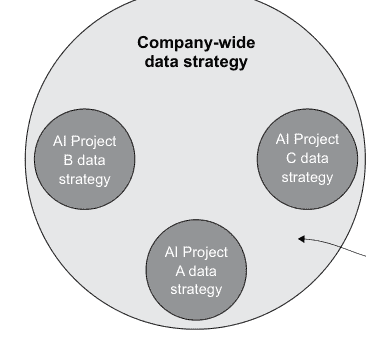 Company-wide
data strategy
AI Project
B data
strategy
AI Project
C data
strategy
AI Project
A data
strategy